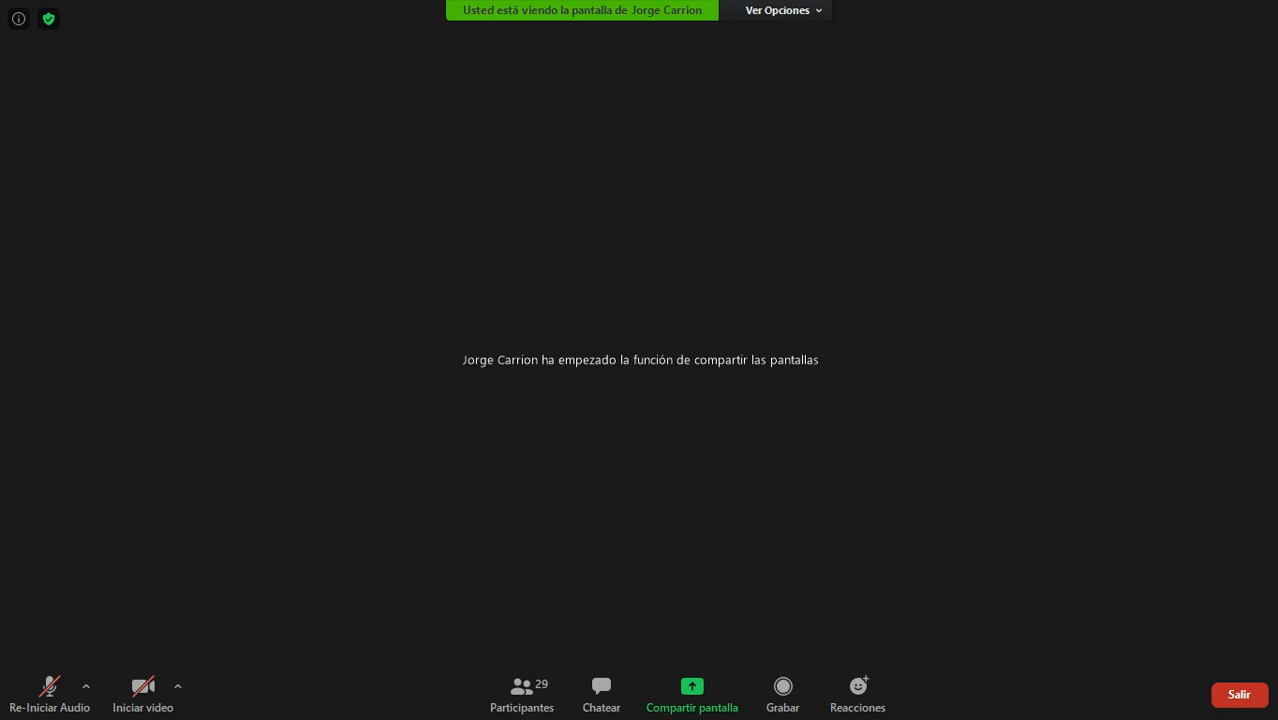 Usted está viendo la pantalla de Jorge Carrion
Ver Opciones
Jorge Carrion ha empezado la función de compartir las pantallas
29
Re-Iniciar Audio
Iniciar video
Participantes
Chatear
Compartir pantalla
Grabar
Reacciones
Salir